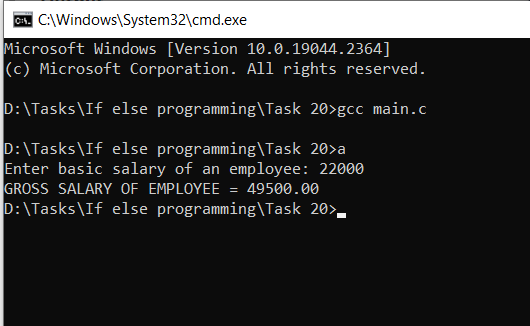 C:\Windows\System32\cmd.exe
Microsoft Windows [Version 10.0.19044.2364]
(c) Microsoft Corporation. All rights reserved.
D:\Tasks\If else programming\Task 20>gcc main.c
D:\Tasks\If else programming\Task 20>a
Enter basic salary of an employee: 22000
GROSS SALARY OF EMPLOYEE = 49500.00
D:\Tasks\If else programming\Task 20>